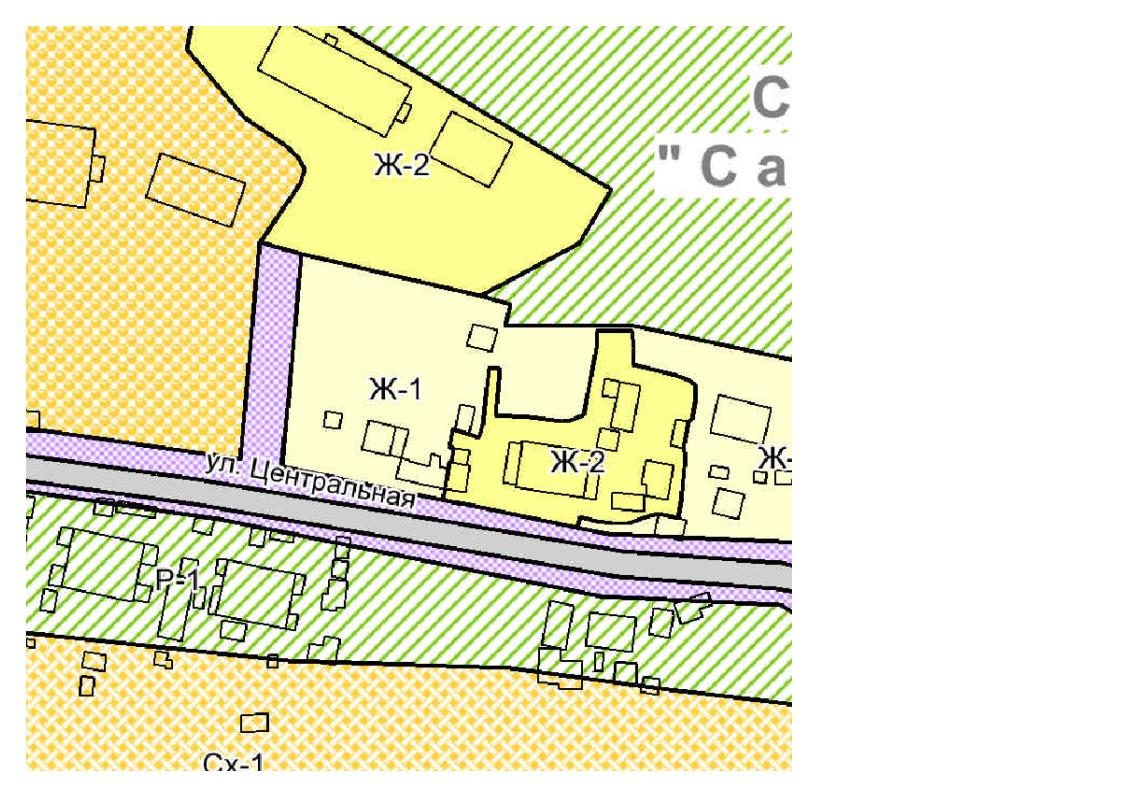 С
" С а
Ж-2
Ж-1
Ж-2
Ж-
ул. Центральная
Р-1
Сх-1